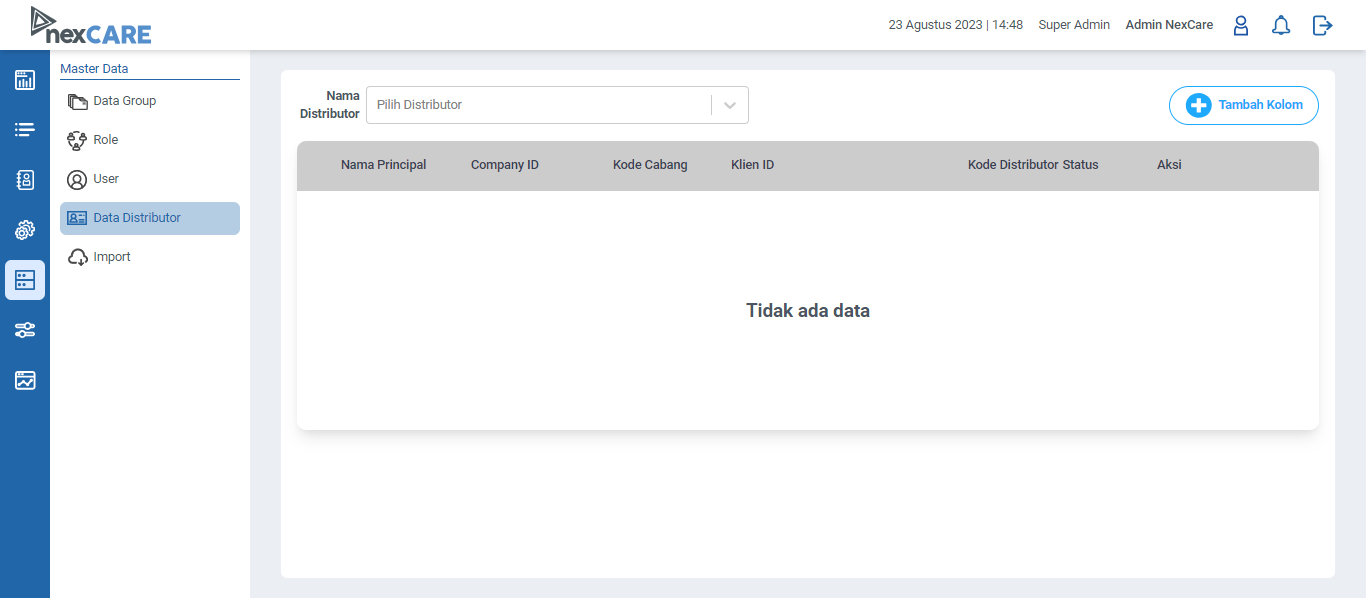 nexCARE
23 Agustus 2023 | 14:48 Super Admin Admin NexCare
Master Data
Data Group
Role
User
Data Distributor
Import
Nama
Distributor
Pilih Distributor
Tambah Kolom
Nama Principal Company ID Kode Cabang Klien ID Kode Distributor Status Aksi
Tidak ada data